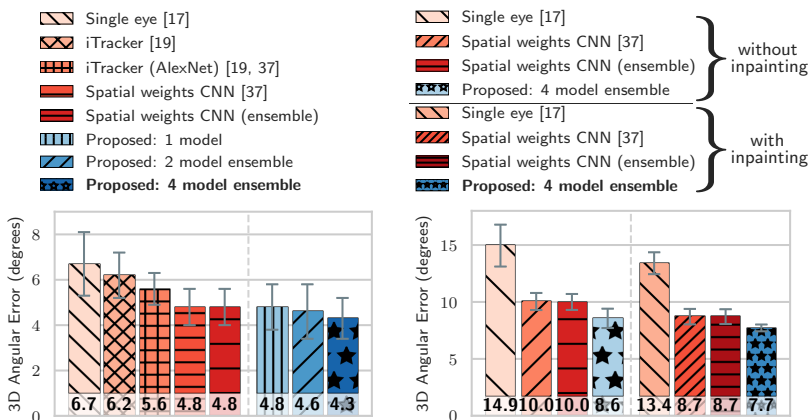 Single eye [17]
iTracker [19]
iTracker (AlexNet) [19, 37]
Spatial weights CNN [37]
Spatial weights CNN (ensemble)
Proposed: 1 model
Proposed: 2 model ensemble
Proposed: 4 model ensemble
3D Angular Error (degrees)
8
6
4
2
0
6.7 6.2 5.6 4.8 4.8 4.8 4.6 4.3
Single eye [17]
Spatial weights CNN [37]
Spatial weights CNN (ensemble)
Proposed: 4 model ensemble
without
inpainting
Single eye [17]
Spatial weights CNN [37]
Spatial weights CNN (ensemble)
Proposed: 4 model ensemble
with
inpainting
3D Angular Error (degrees)
15
10
5
0
14.9 10.0 10.0 8.6 13.4 8.7 8.7 7.7